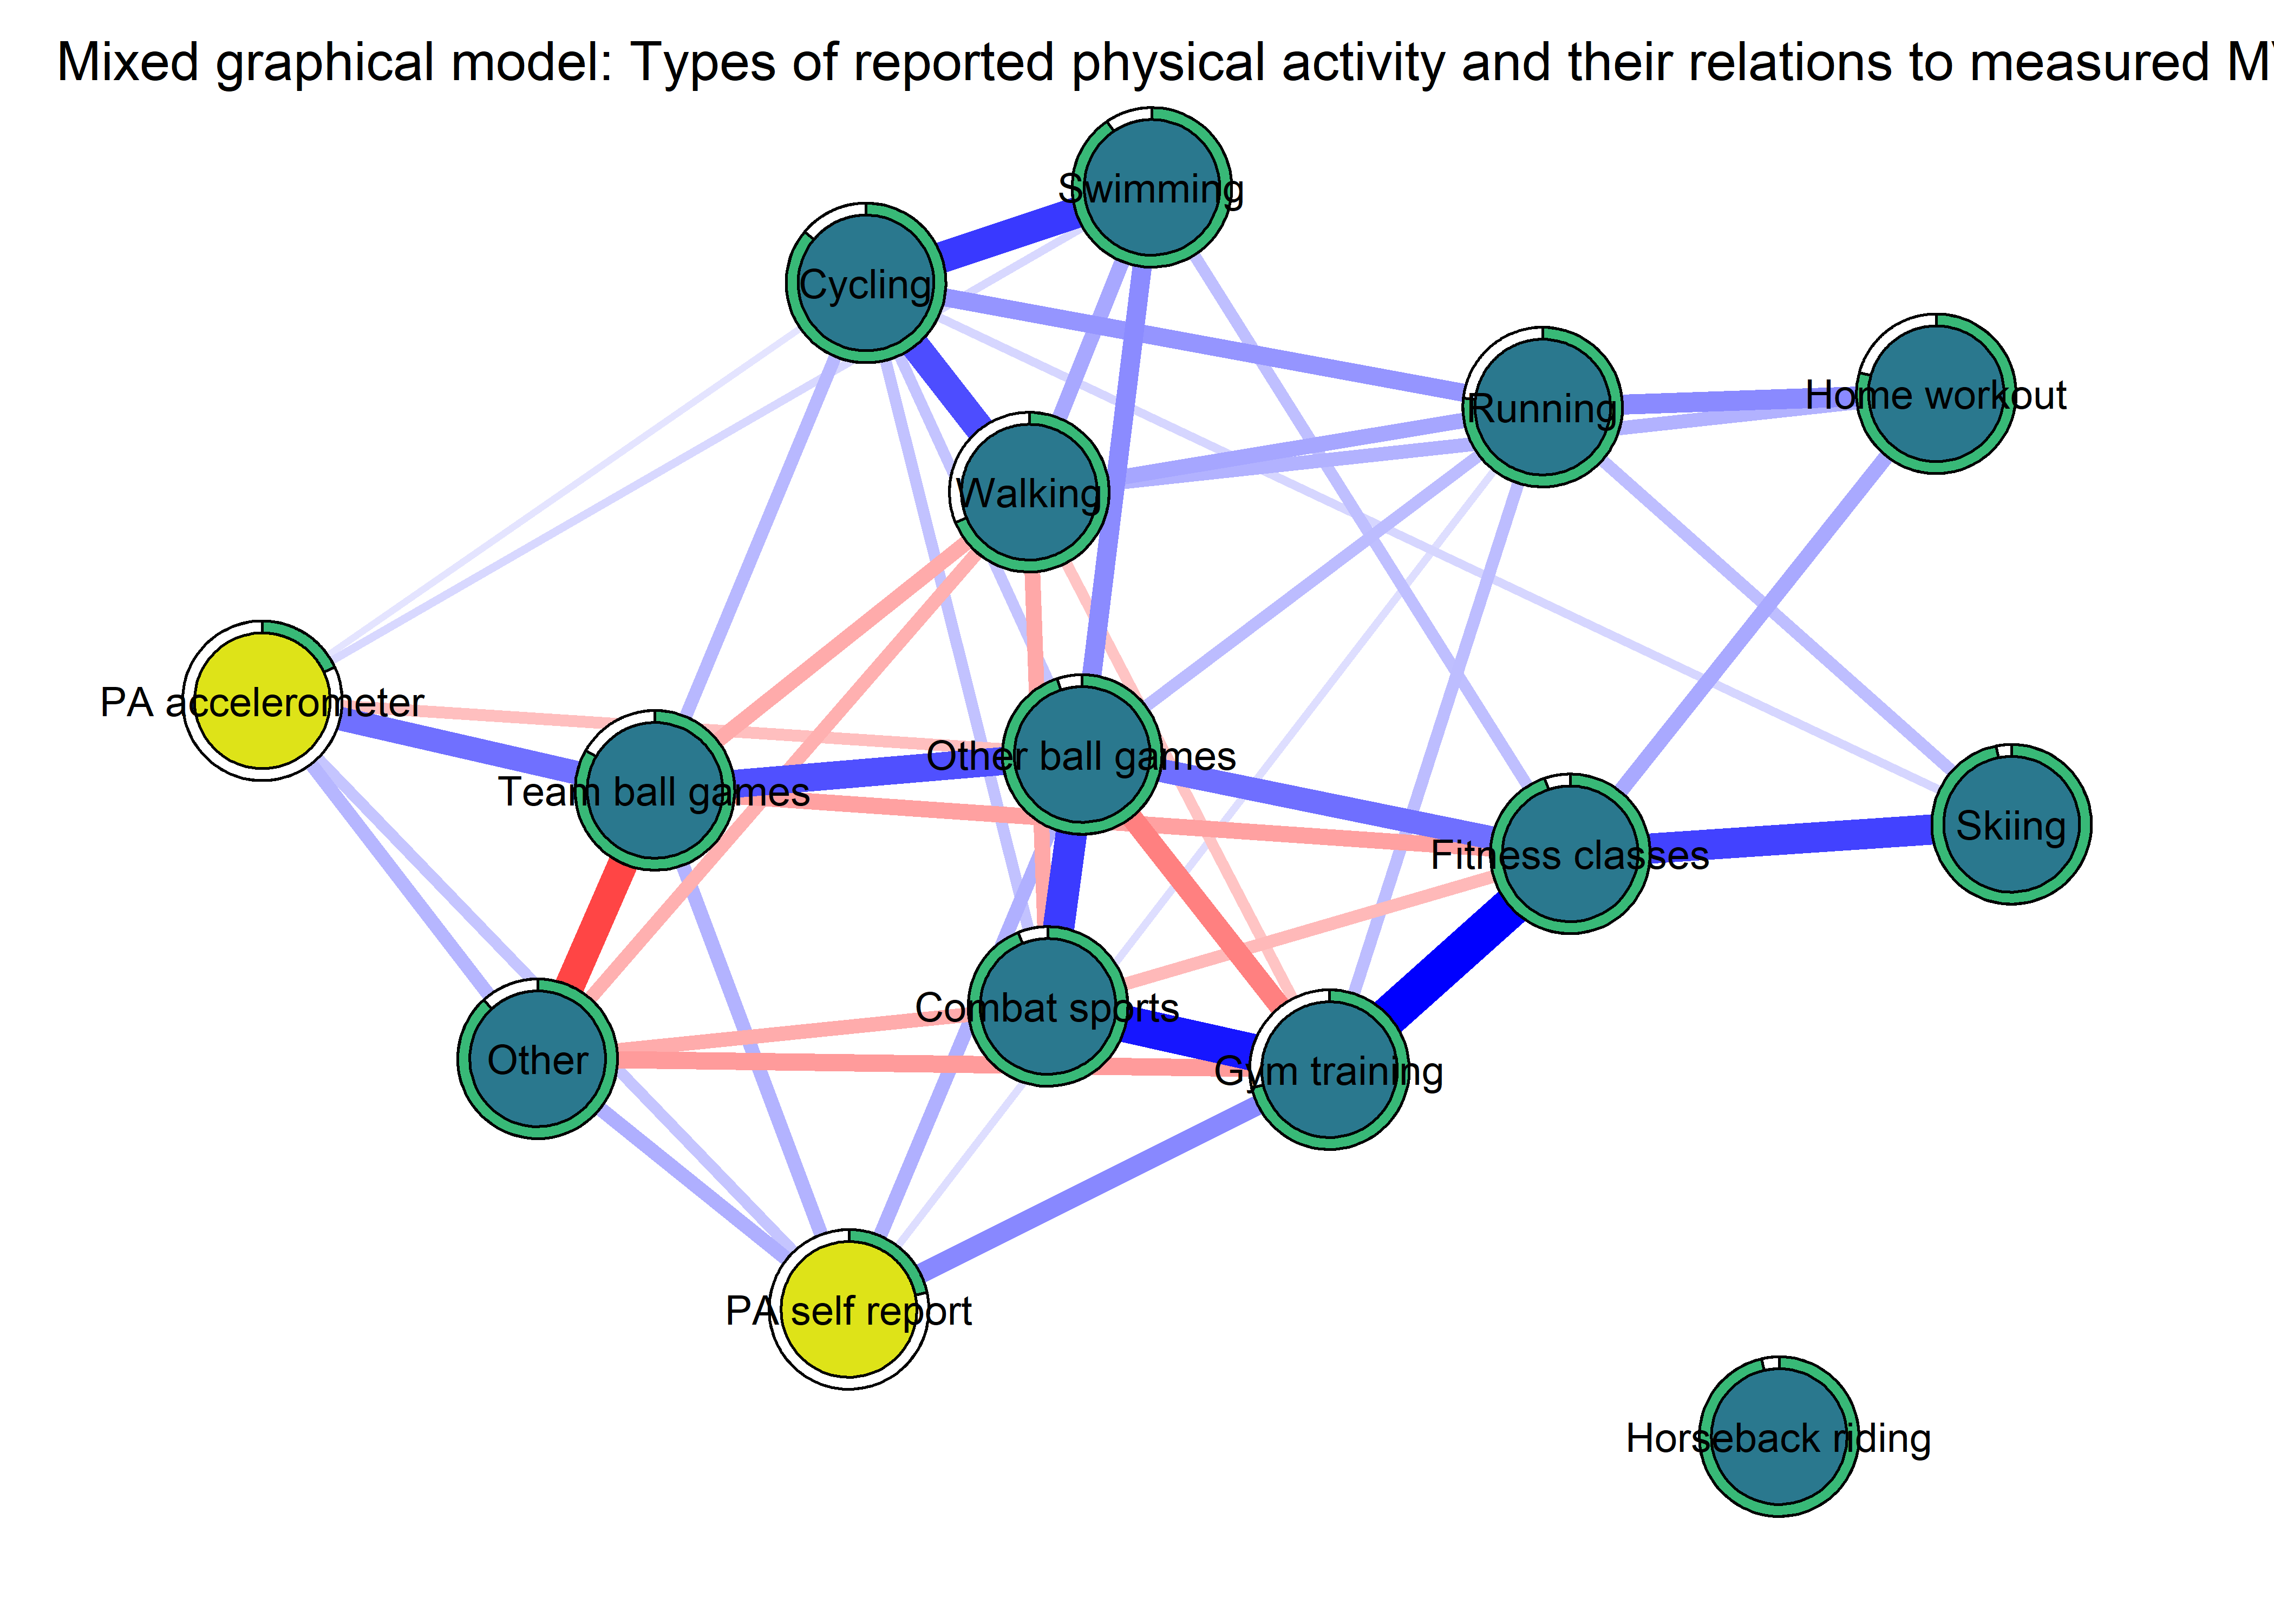 Mixed graphical model: Types of reported physical activity and their relations to measured M
Swimming
Cycling
Running
Home workout
Walking
PA accelerometer
Other ball games
Team ball games
Skiing
Fitness classes
Combat sports
Other
Gym training
PA self report
Horseback riding